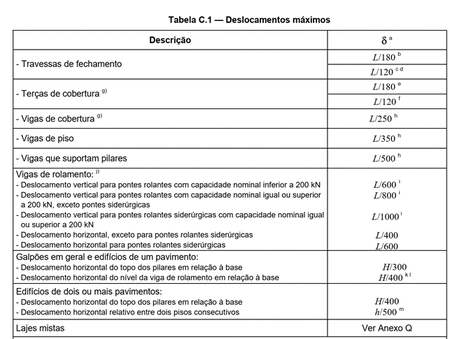 Tabela C.1 — Deslocamentos máximos
Descrição δ a
- Travessas de fechamento L/180 b
L/120 c d
- Terças de cobertura g) L/180 e
L/120 f
- Vigas de cobertura g) L/250 h
- Vigas de piso L/350 h
- Vigas que suportam pilares L/500 h
Vigas de rolamento: j)
- Deslocamento vertical para pontes rolantes com capacidade nominal inferior a 200 kN L/600 i
- Deslocamento vertical para pontes rolantes com capacidade nominal igual ou superior L/800 i
a 200 kN, exceto pontes siderúrgicas
- Deslocamento vertical para pontes rolantes siderúrgicas com capacidade nominal igual L/1000 i
ou superior a 200 kN
- Deslocamento horizontal, exceto para pontes rolantes siderúrgicas L/400
- Deslocamento horizontal para pontes rolantes siderúrgicas L/600
Galpões em geral e edifícios de um pavimento:
- Deslocamento horizontal do topo dos pilares em relação à base H/300
- Deslocamento horizontal do nível da viga de rolamento em relação à base H/400 k l
Edifícios de dois ou mais pavimentos:
- Deslocamento horizontal do topo dos pilares em relação à base H/400
- Deslocamento horizontal relativo entre dois pisos consecutivos h/500 m
Lajes mistas Ver Anexo Q